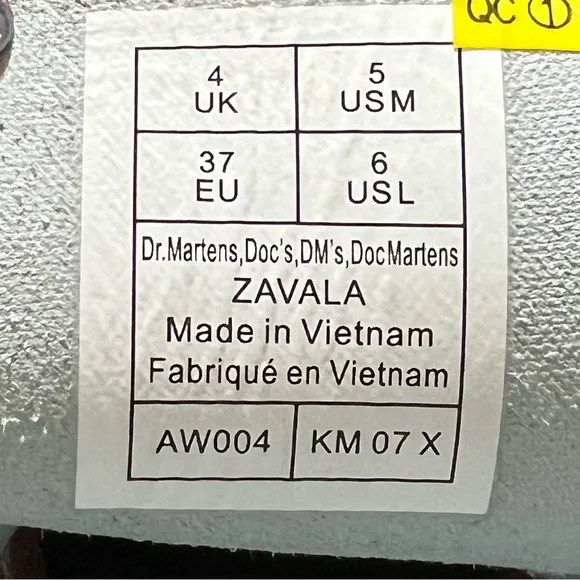 QC ①
4
UK
5
USM
37
EU
6
USL
Dr.Martens,Doc's,DM's,DocMartens
ZAVALA
Made in Vietnam
Fabriqué en Vietnam
AW004
KM 07 X